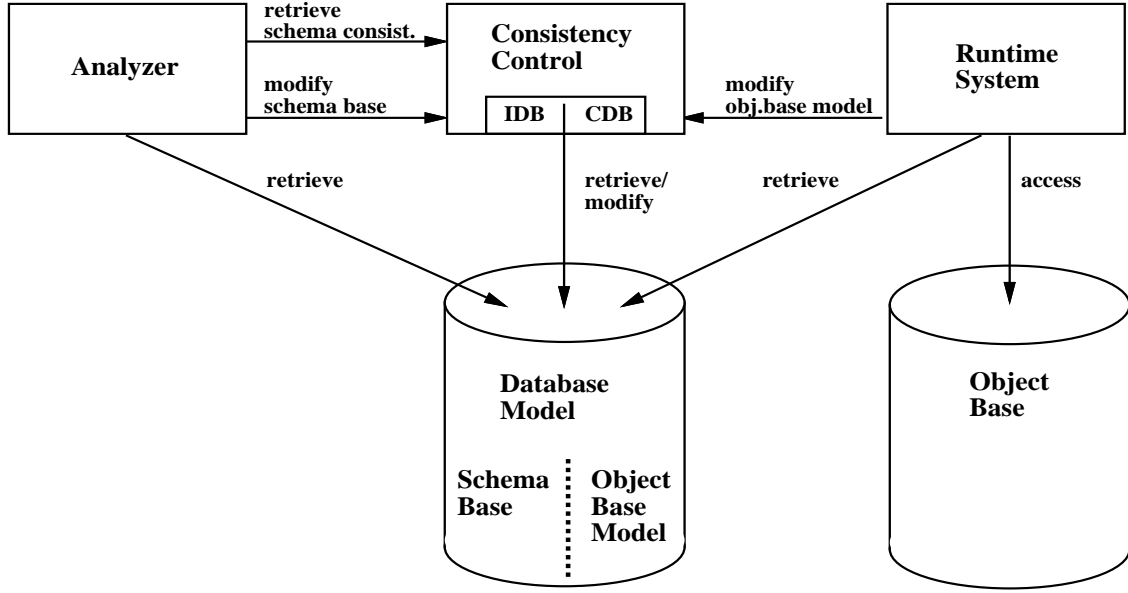 retrieve
schema consist.
Analyzer
modify
schema base
Consistency
Control
IDB
CDB
modify
obj.base model
Runtime
System
retrieve
retrieve/
modify
retrieve
access
Database
Model
Schema
Base
Object
Base
Model
Object
Base